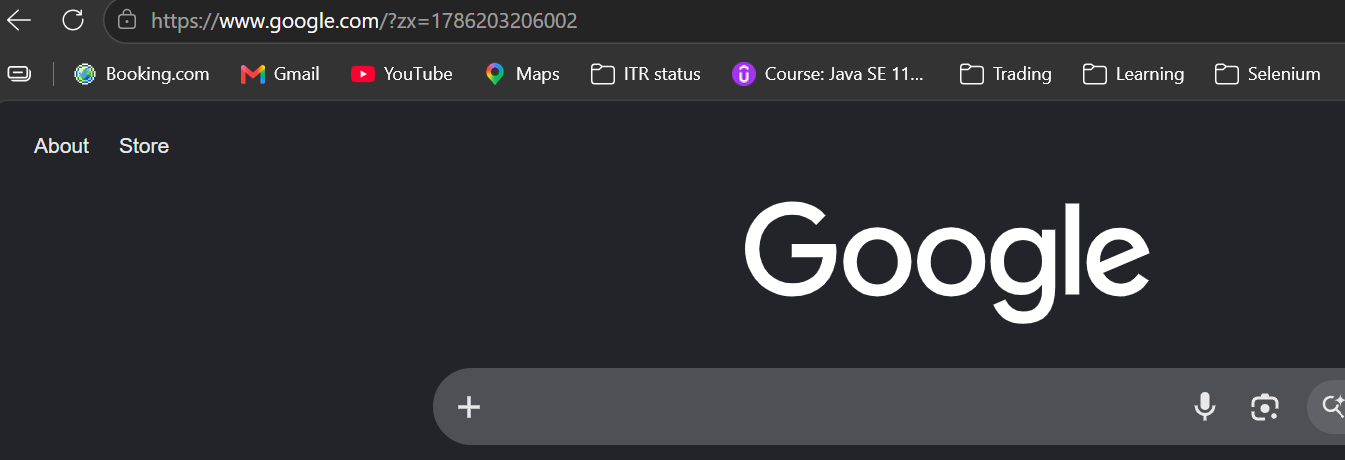 https://www.google.com/?zx=1786203206002
Booking.com Gmail YouTube Maps ITR status Course: Java SE 11... Trading Learning Selenium
About Store
Google